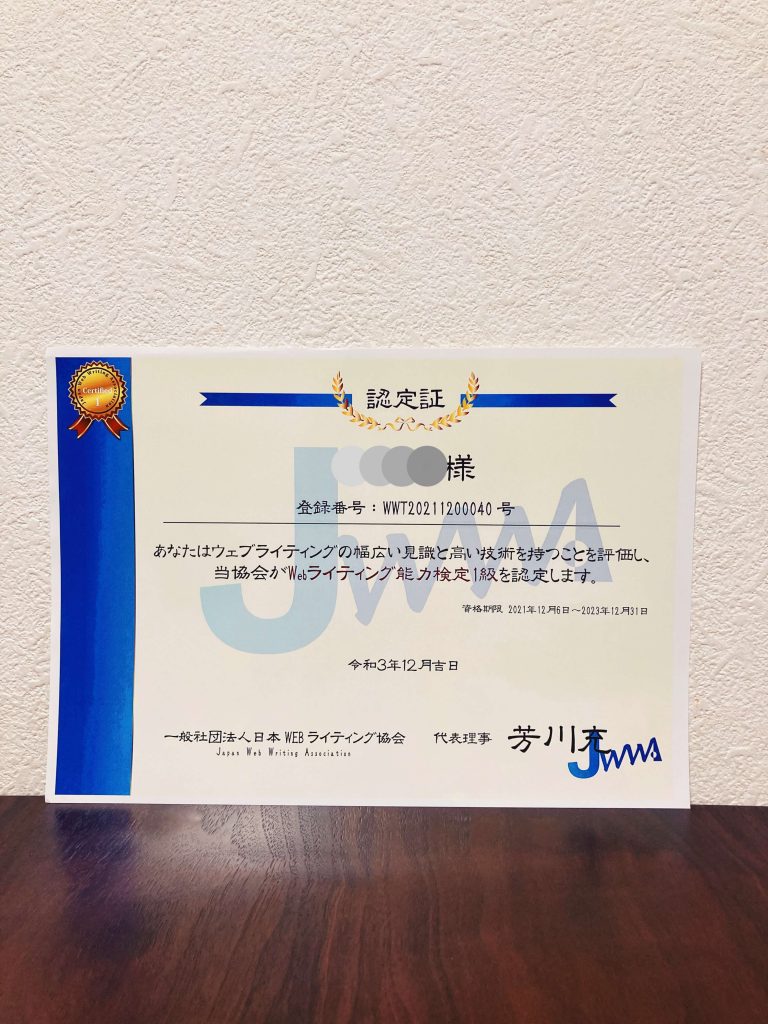 認定証
Web Writing
Certified
1
様
登録番号：WWT20211200040 号
あなたはウェブライティングの幅広い見識と高い技術を持つことを評価し、
当協会がWebライティング能力検定1級を認定します。
資格期限 2021年12月6日～2023年12月31日
令和3年12月吉日
一般社団法人日本 WEB ライティング協会
Japan Web Writing Association
代表理事 芳川充
JWWA